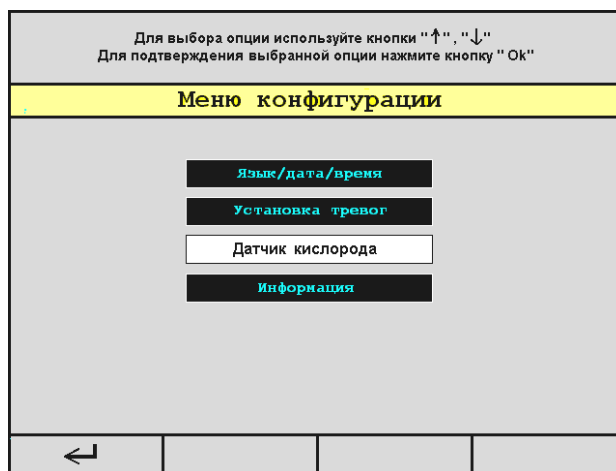 Для выбора опции используйте кнопки "↑", "↓"
Для подтверждения выбранной опции нажмите кнопку " Ok"
Меню конфигурации
Язык/дата/время
Установка тревог
Датчик кислорода
Информация